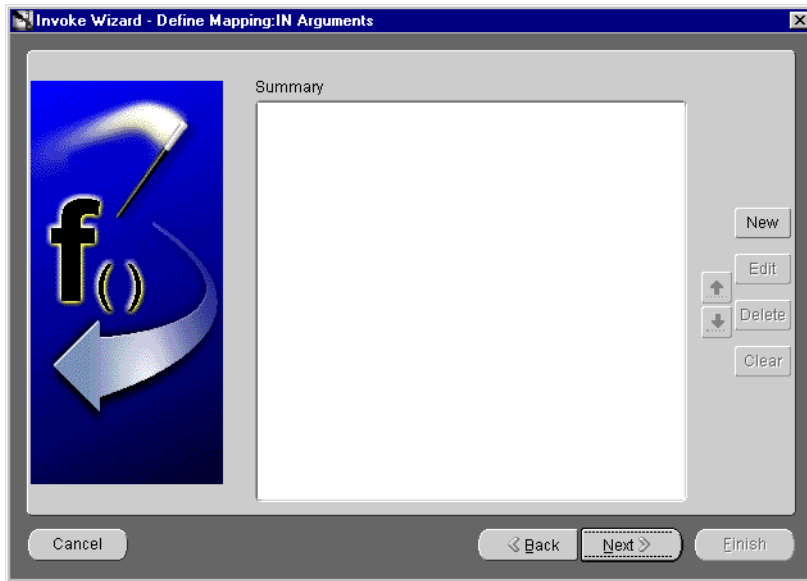 Invoke Wizard - Define Mapping:IN Arguments
Summary
f()
New
Edit
Delete
Clear
Cancel
Back
Next
Finish